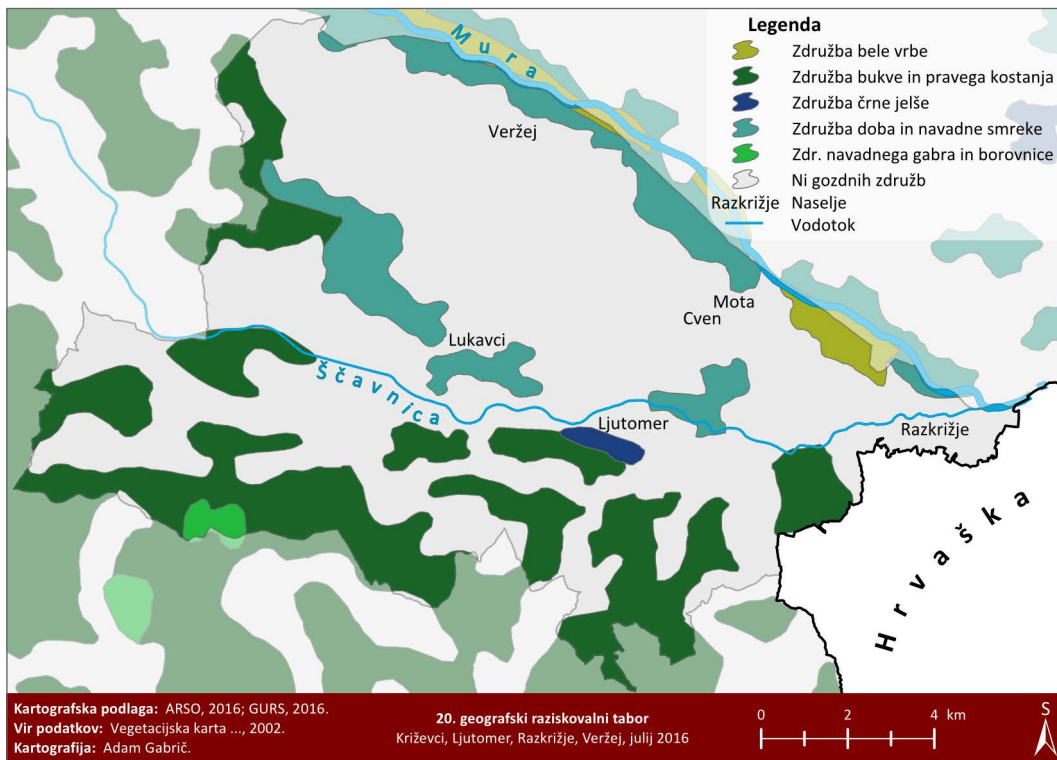 Legenda
Združba bele vrbe
Združba bukve in pravega kostanja
Združba črne jelše
Združba doba in navadne smreke
Zdr. navadnega gabra in borovnice
Ni gozdnih združb
Razkrižje Naselje
Vodotok
Mura
Veržej
Mota
Cven
Lukavci
Ščavnica
Ljutomer
Razkrižje
Hrvaška
Kartografska podlaga: ARSO, 2016; GURS, 2016.
Vir podatkov: Vegetacijska karta ..., 2002.
Kartografija: Adam Gabrič.
20. geografski raziskovalni tabor
Križevci, Ljutomer, Razkrižje, Veržej, julij 2016
0 2 4 km
S